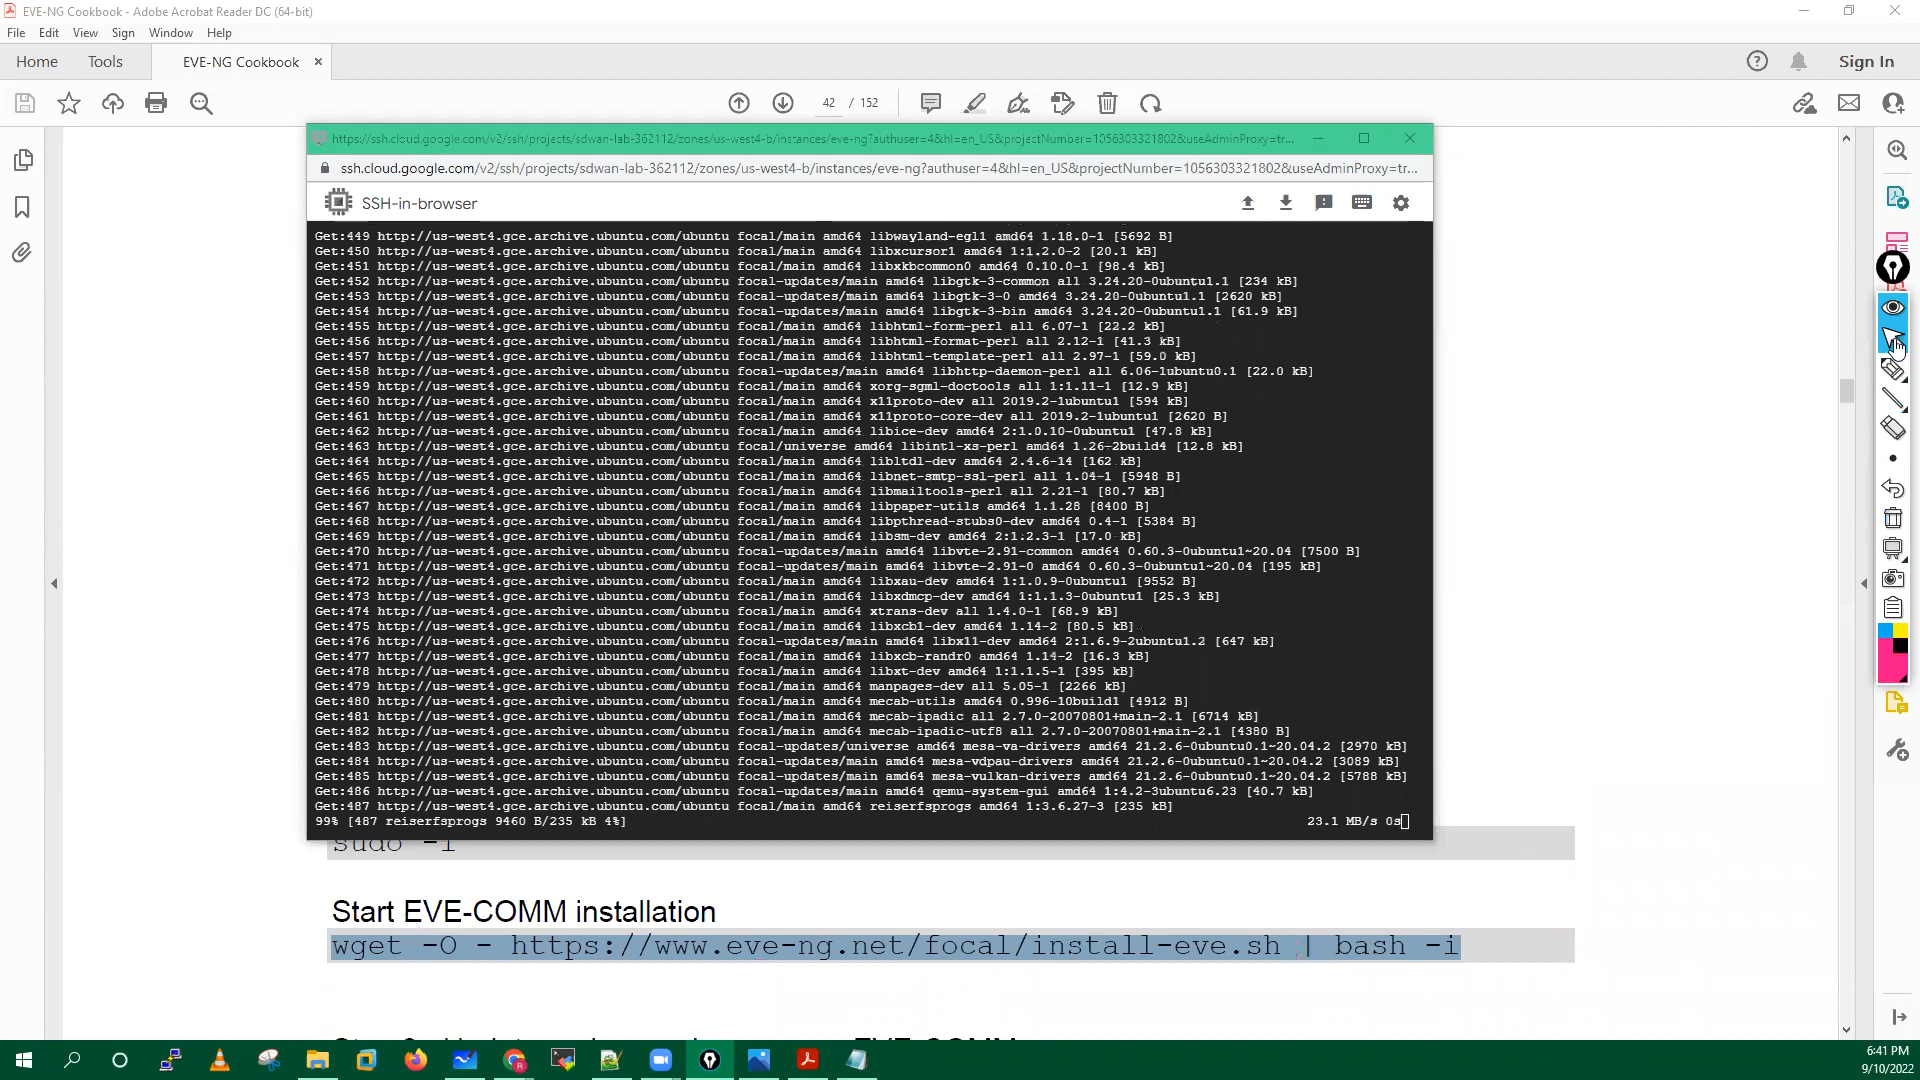 EVE-NG Cookbook - Adobe Acrobat Reader DC (64-bit)
File Edit View Sign Window Help
Home Tools EVE-NG Cookbook × Sign In
42 / 152
https://ssh.cloud.google.com/v2/ssh/projects/sdwan-lab-362112/zones/us-west4-b/instances/eve-ng?authuser=4&hl=en_US&projectNumber=1056303321802&useAdminProxy=tr...
ssh.cloud.google.com/v2/ssh/projects/sdwan-lab-362112/zones/us-west4-b/instances/eve-ng?authuser=4&hl=en_US&projectNumber=1056303321802&useAdminProxy=tr...
SSH-in-browser
Get:449 http://us-west4.gce.archive.ubuntu.com/ubuntu focal/main amd64 libwayland-egl1 amd64 1.18.0-1 [5692 B]
Get:450 http://us-west4.gce.archive.ubuntu.com/ubuntu focal/main amd64 libxcursor1 amd64 1:1.2.0-2 [20.1 kB]
Get:451 http://us-west4.gce.archive.ubuntu.com/ubuntu focal/main amd64 libxkbcommon0 amd64 0.10.0-1 [98.4 kB]
Get:452 http://us-west4.gce.archive.ubuntu.com/ubuntu focal-updates/main amd64 libgtk-3-common all 3.24.20-0ubuntu1.1 [234 kB]
Get:453 http://us-west4.gce.archive.ubuntu.com/ubuntu focal-updates/main amd64 libgtk-3-0 amd64 3.24.20-0ubuntu1.1 [2620 kB]
Get:454 http://us-west4.gce.archive.ubuntu.com/ubuntu focal-updates/main amd64 libgtk-3-bin amd64 3.24.20-0ubuntu1.1 [61.9 kB]
Get:455 http://us-west4.gce.archive.ubuntu.com/ubuntu focal/main amd64 libhtml-form-perl all 6.07-1 [22.2 kB]
Get:456 http://us-west4.gce.archive.ubuntu.com/ubuntu focal/main amd64 libhtml-format-perl all 2.12-1 [41.3 kB]
Get:457 http://us-west4.gce.archive.ubuntu.com/ubuntu focal/main amd64 libhtml-template-perl all 2.97-1 [59.0 kB]
Get:458 http://us-west4.gce.archive.ubuntu.com/ubuntu focal-updates/main amd64 libhttp-daemon-perl all 6.06-1ubuntu0.1 [22.0 kB]
Get:459 http://us-west4.gce.archive.ubuntu.com/ubuntu focal/main amd64 xorg-sgml-doctools all 1:1.11-1 [12.9 kB]
Get:460 http://us-west4.gce.archive.ubuntu.com/ubuntu focal/main amd64 x11proto-dev all 2019.2-1ubuntu1 [594 kB]
Get:461 http://us-west4.gce.archive.ubuntu.com/ubuntu focal/main amd64 x11proto-core-dev all 2019.2-1ubuntu1 [2620 B]
Get:462 http://us-west4.gce.archive.ubuntu.com/ubuntu focal/main amd64 libice-dev amd64 2:1.0.10-0ubuntu1 [47.8 kB]
Get:463 http://us-west4.gce.archive.ubuntu.com/ubuntu focal/universe amd64 libintl-xs-perl amd64 1.26-2build4 [12.8 kB]
Get:464 http://us-west4.gce.archive.ubuntu.com/ubuntu focal/main amd64 libltdl-dev amd64 2.4.6-14 [162 kB]
Get:465 http://us-west4.gce.archive.ubuntu.com/ubuntu focal/main amd64 libnet-smtp-ssl-perl all 1.04-1 [5948 B]
Get:466 http://us-west4.gce.archive.ubuntu.com/ubuntu focal/main amd64 libmailtools-perl all 2.21-1 [80.7 kB]
Get:467 http://us-west4.gce.archive.ubuntu.com/ubuntu focal/main amd64 libpaper-utils amd64 1.1.28 [8400 B]
Get:468 http://us-west4.gce.archive.ubuntu.com/ubuntu focal/main amd64 libpthread-stubs0-dev amd64 0.4-1 [5384 B]
Get:469 http://us-west4.gce.archive.ubuntu.com/ubuntu focal/main amd64 libsm-dev amd64 2:1.2.3-1 [17.0 kB]
Get:470 http://us-west4.gce.archive.ubuntu.com/ubuntu focal-updates/main amd64 libvte-2.91-common amd64 0.60.3-0ubuntu1~20.04 [7500 B]
Get:471 http://us-west4.gce.archive.ubuntu.com/ubuntu focal-updates/main amd64 libvte-2.91-0 amd64 0.60.3-0ubuntu1~20.04 [195 kB]
Get:472 http://us-west4.gce.archive.ubuntu.com/ubuntu focal/main amd64 libxau-dev amd64 1:1.0.9-0ubuntu1 [9552 B]
Get:473 http://us-west4.gce.archive.ubuntu.com/ubuntu focal/main amd64 libxdmcp-dev amd64 1:1.1.3-0ubuntu1 [25.3 kB]
Get:474 http://us-west4.gce.archive.ubuntu.com/ubuntu focal/main amd64 xtrans-dev all 1.4.0-1 [68.9 kB]
Get:475 http://us-west4.gce.archive.ubuntu.com/ubuntu focal/main amd64 libxcb1-dev amd64 1.14-2 [80.5 kB]
Get:476 http://us-west4.gce.archive.ubuntu.com/ubuntu focal-updates/main amd64 libx11-dev amd64 2:1.6.9-2ubuntu1.2 [647 kB]
Get:477 http://us-west4.gce.archive.ubuntu.com/ubuntu focal/main amd64 libxcb-randr0 amd64 1.14-2 [16.3 kB]
Get:478 http://us-west4.gce.archive.ubuntu.com/ubuntu focal/main amd64 libxt-dev amd64 1:1.1.5-1 [395 kB]
Get:479 http://us-west4.gce.archive.ubuntu.com/ubuntu focal/main amd64 manpages-dev all 5.05-1 [2266 kB]
Get:480 http://us-west4.gce.archive.ubuntu.com/ubuntu focal/main amd64 mecab-utils amd64 0.996-10build1 [4912 B]
Get:481 http://us-west4.gce.archive.ubuntu.com/ubuntu focal/main amd64 mecab-ipadic all 2.7.0-20070801+main-2.1 [6714 kB]
Get:482 http://us-west4.gce.archive.ubuntu.com/ubuntu focal/main amd64 mecab-ipadic-utf8 all 2.7.0-20070801+main-2.1 [4380 B]
Get:483 http://us-west4.gce.archive.ubuntu.com/ubuntu focal-updates/universe amd64 mesa-va-drivers amd64 21.2.6-0ubuntu0.1~20.04.2 [2970 kB]
Get:484 http://us-west4.gce.archive.ubuntu.com/ubuntu focal-updates/main amd64 mesa-vdpau-drivers amd64 21.2.6-0ubuntu0.1~20.04.2 [3089 kB]
Get:485 http://us-west4.gce.archive.ubuntu.com/ubuntu focal-updates/main amd64 mesa-vulkan-drivers amd64 21.2.6-0ubuntu0.1~20.04.2 [5788 kB]
Get:486 http://us-west4.gce.archive.ubuntu.com/ubuntu focal-updates/main amd64 qemu-system-gui amd64 1:4.2-3ubuntu6.23 [40.7 kB]
Get:487 http://us-west4.gce.archive.ubuntu.com/ubuntu focal/main amd64 reiserfsprogs amd64 1:3.6.27-3 [235 kB]
99% [487 reiserfsprogs 9460 B/235 kB 4%] 23.1 MB/s 0s
sudo -i
Start EVE-COMM installation
wget -O - https://www.eve-ng.net/focal/install-eve.sh | bash -i
EVE-COMM
6:41 PM
9/10/2022